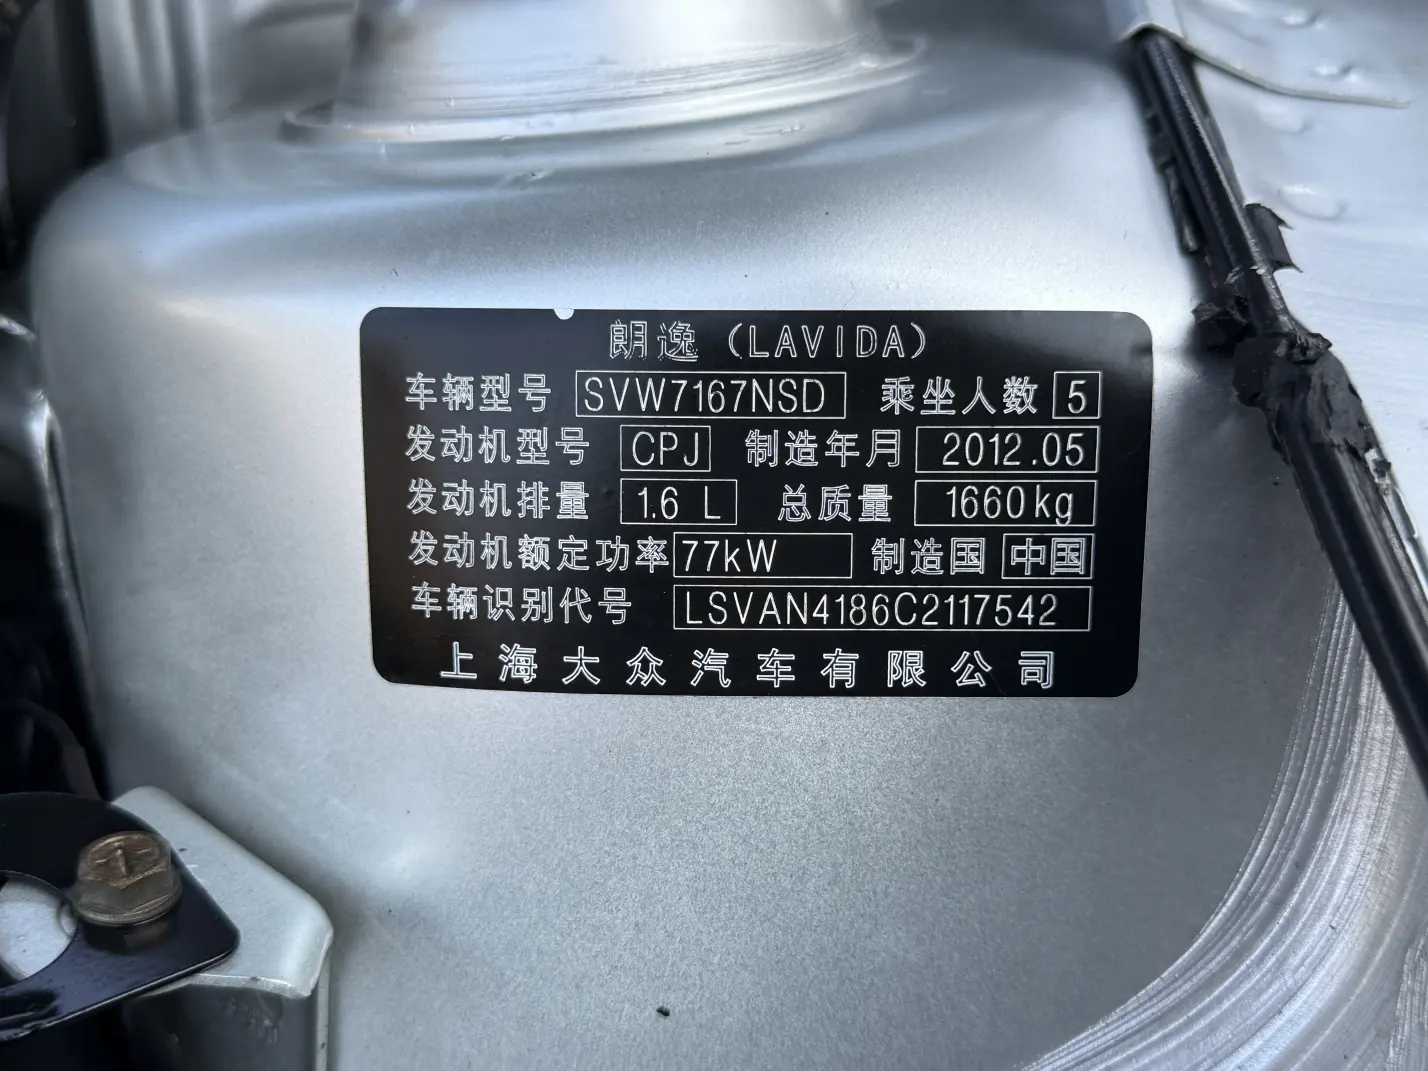 朗逸（LAVIDA）
车辆型号 SVW7167NSD 乘坐人数 5
发动机型号 CPJ 制造年月 2012.05
发动机排量 1.6 L 总质量 1660kg
发动机额定功率 77kW 制造国 中国
车辆识别代号 LSVAN4186C2117542
上海大众汽车有限公司